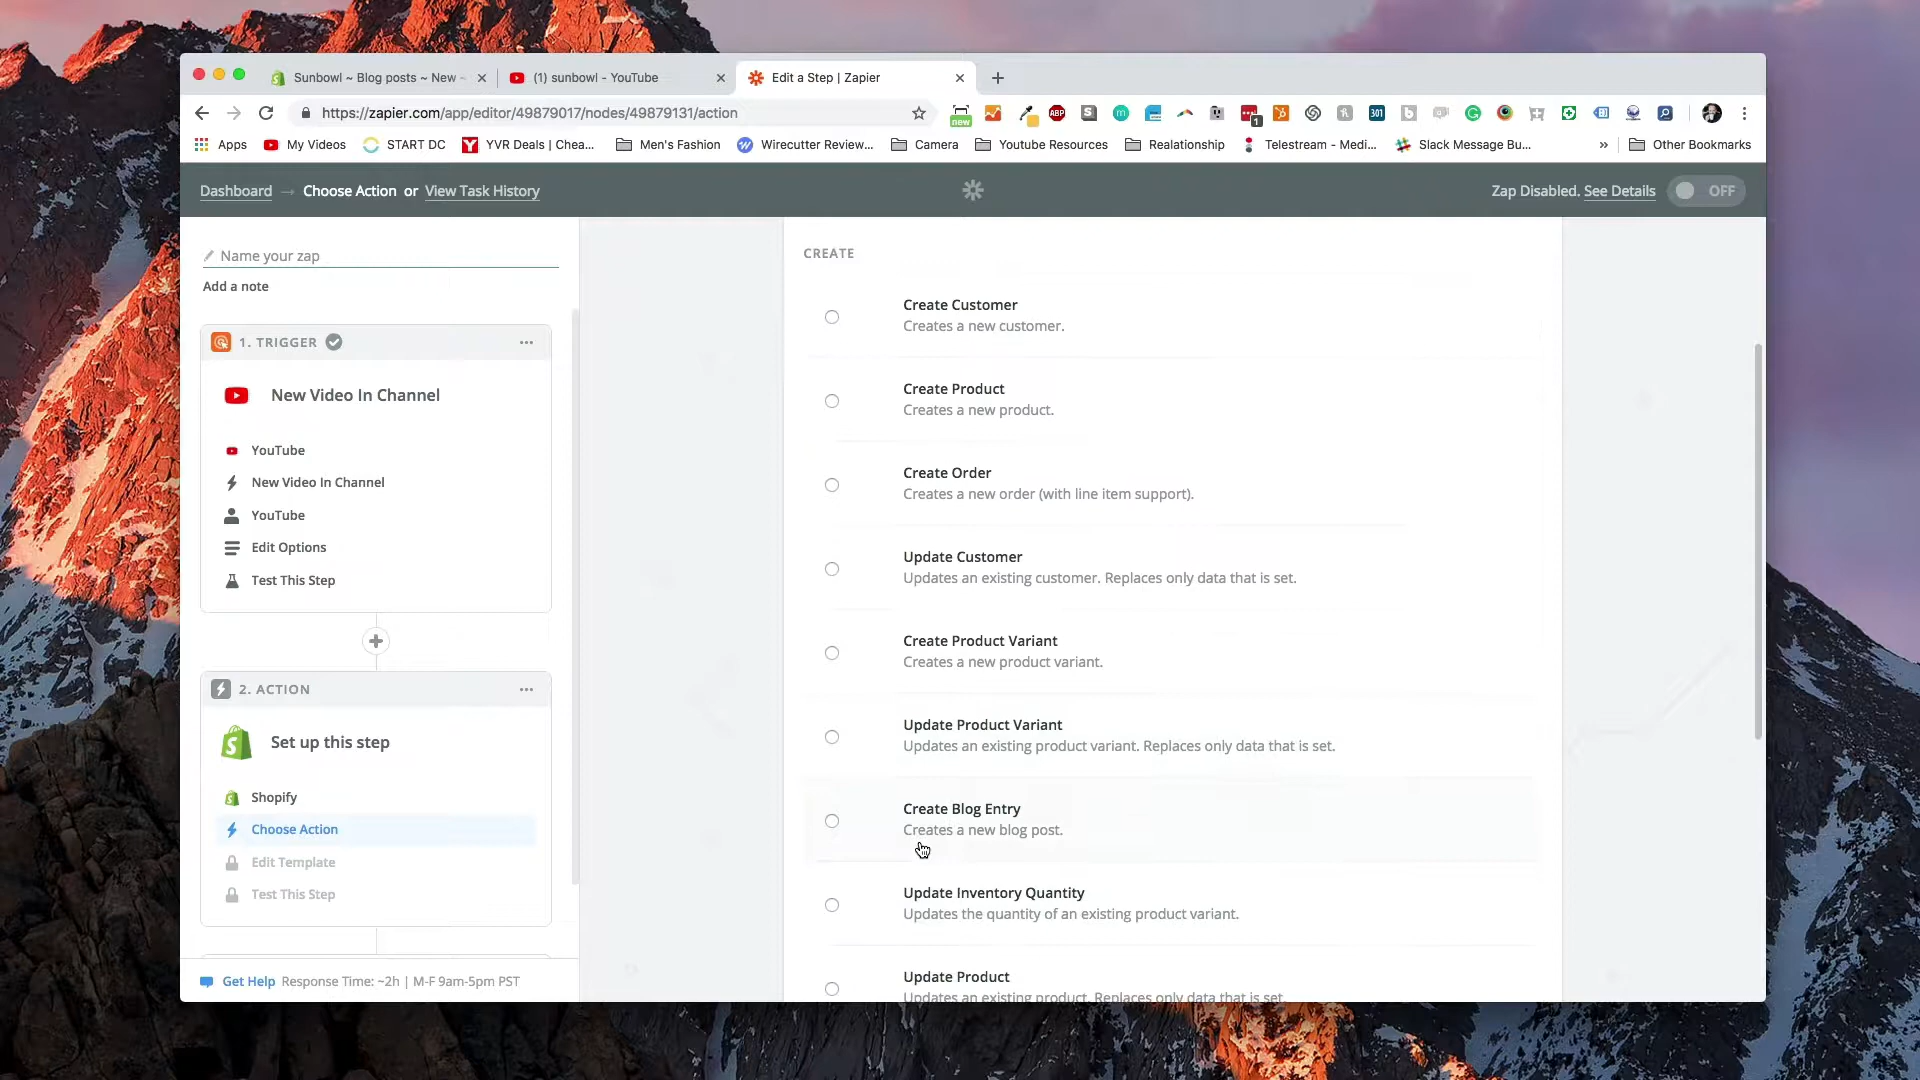 Sunbowl ~ Blog posts ~ New ~
(1) sunbowl - YouTube
Edit a Step | Zapier
https://zapier.com/app/editor/49879017/nodes/49879131/action
new
ABP
1
301
Apps
My Videos
START DC
YVR Deals | Chea...
Men's Fashion
Wirecutter Review...
Camera
Youtube Resources
Realationship
Telestream - Medi...
Slack Message Bu...
»
Other Bookmarks
Dashboard → Choose Action or View Task History
Zap Disabled. See Details
OFF
Name your zap
Add a note
1. TRIGGER
New Video In Channel
YouTube
New Video In Channel
YouTube
Edit Options
Test This Step
2. ACTION
Set up this step
Shopify
Choose Action
Edit Template
Test This Step
Get Help Response Time: ~2h | M-F 9am-5pm PST
CREATE
Create Customer
Creates a new customer.
Create Product
Creates a new product.
Create Order
Creates a new order (with line item support).
Update Customer
Updates an existing customer. Replaces only data that is set.
Create Product Variant
Creates a new product variant.
Update Product Variant
Updates an existing product variant. Replaces only data that is set.
Create Blog Entry
Creates a new blog post.
Update Inventory Quantity
Updates the quantity of an existing product variant.
Update Product
Updates an existing product. Replaces only data that is set.